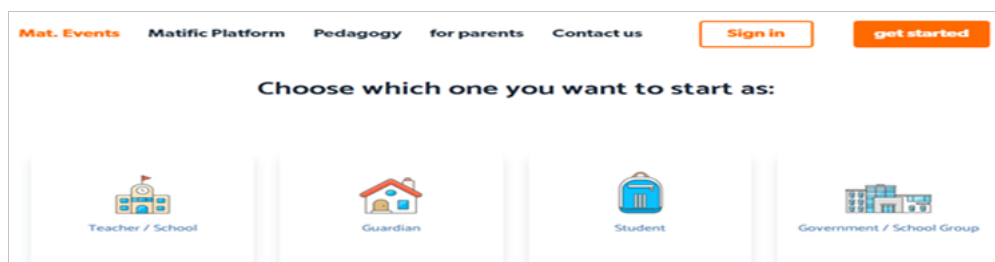 Mat. Events Matific Platform Pedagogy for parents Contact us Sign in get started
Choose which one you want to start as:
Teacher / School Guardian Student Government / School Group